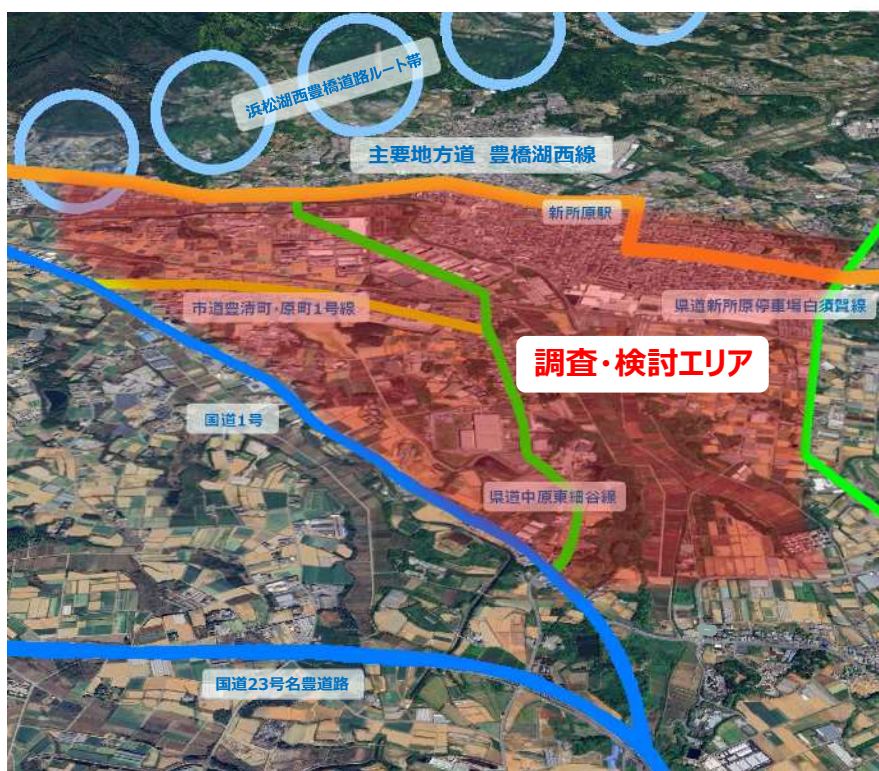 浜松湖西豊橋道路ルート帯
主要地方道 豊橋湖西線
新所原駅
市道豊清町・原町1号線
県道新所原停車場白須賀線
調査・検討エリア
国道1号
県道中原東細谷線
国道23号名豊道路